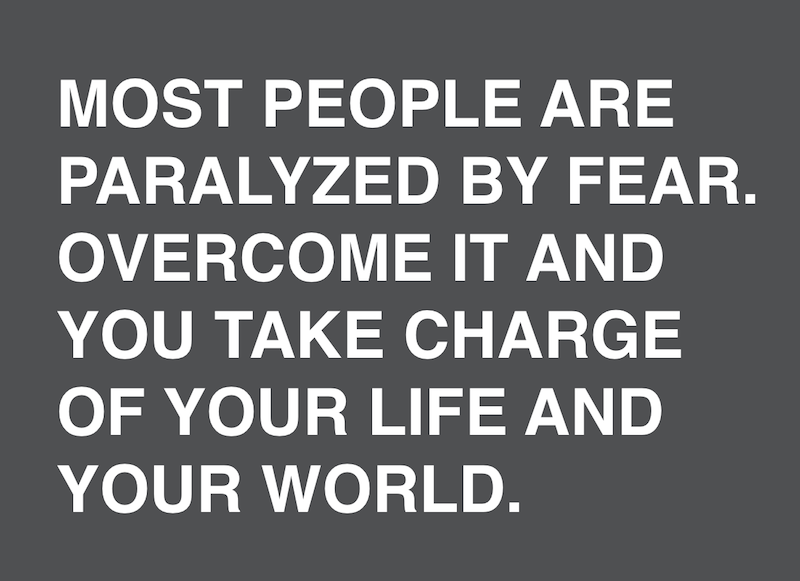 MOST PEOPLE ARE
PARALYZED BY FEAR.
OVERCOME IT AND
YOU TAKE CHARGE
OF YOUR LIFE AND
YOUR WORLD.